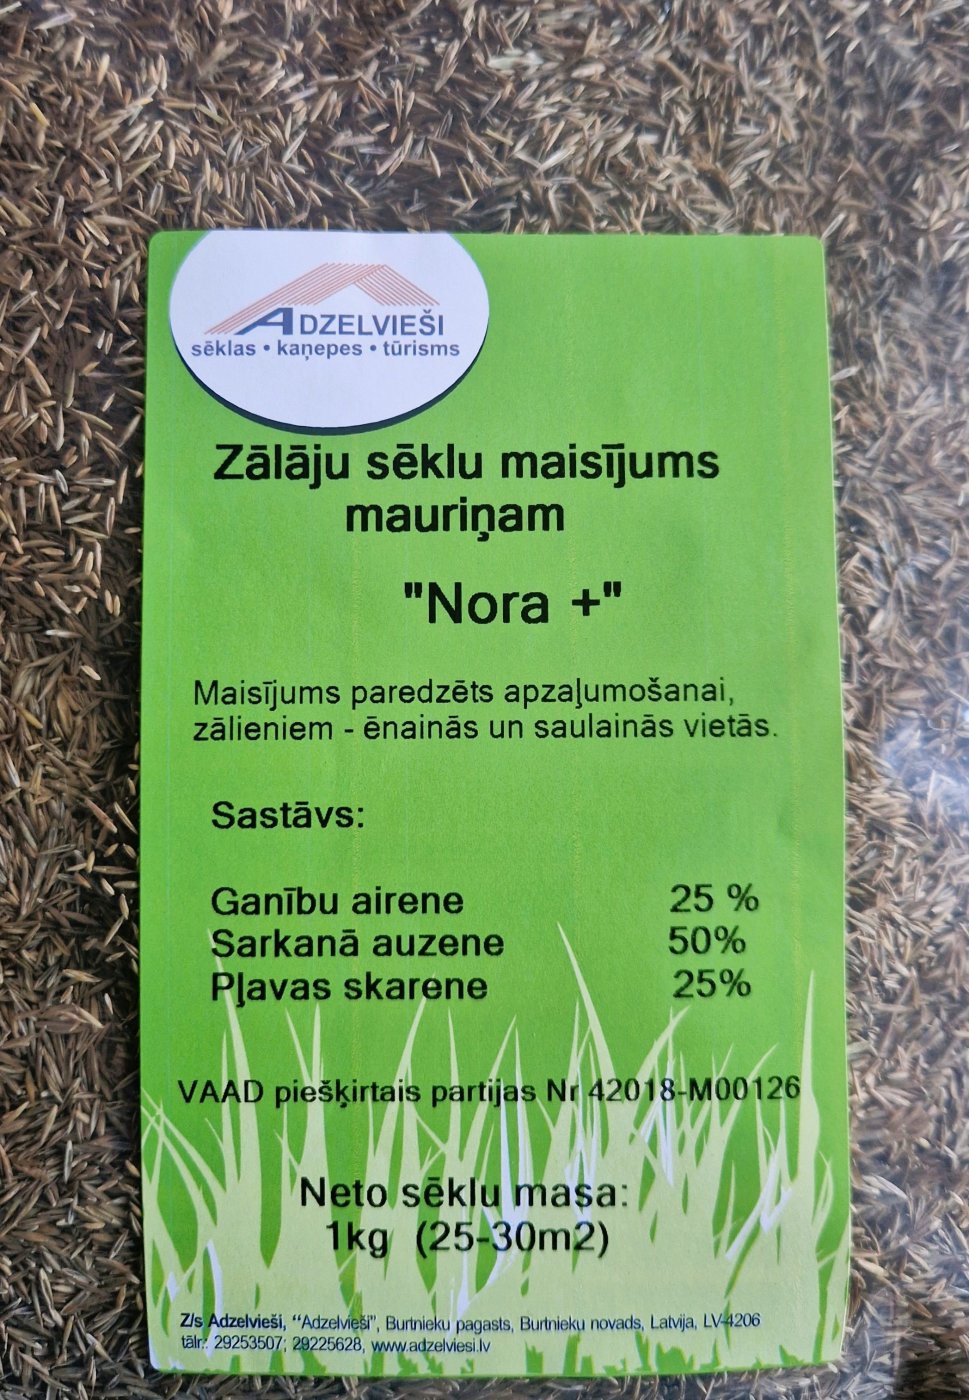 ADZELVIEŠI
sēklas • kaņepes • tūrisms
Zālāju sēklu maisījums
mauriņam
"Nora +"
Maisījums paredzēts apzaļumošanai,
zālieniem - ēnainās un saulainās vietās.
Sastāvs:
Ganību airene 25 %
Sarkanā auzene 50%
Pļavas skarene 25%
VAAD piešķirtais partijas Nr 42018-M00126
Neto sēklu masa:
1kg (25-30m2)
Z/s Adzelvieši, “Adzelvieši”, Burtnieku pagasts, Burtnieku novads, Latvija, LV-4206
tālr.: 29253507; 29225628, www.adzelviesi.lv